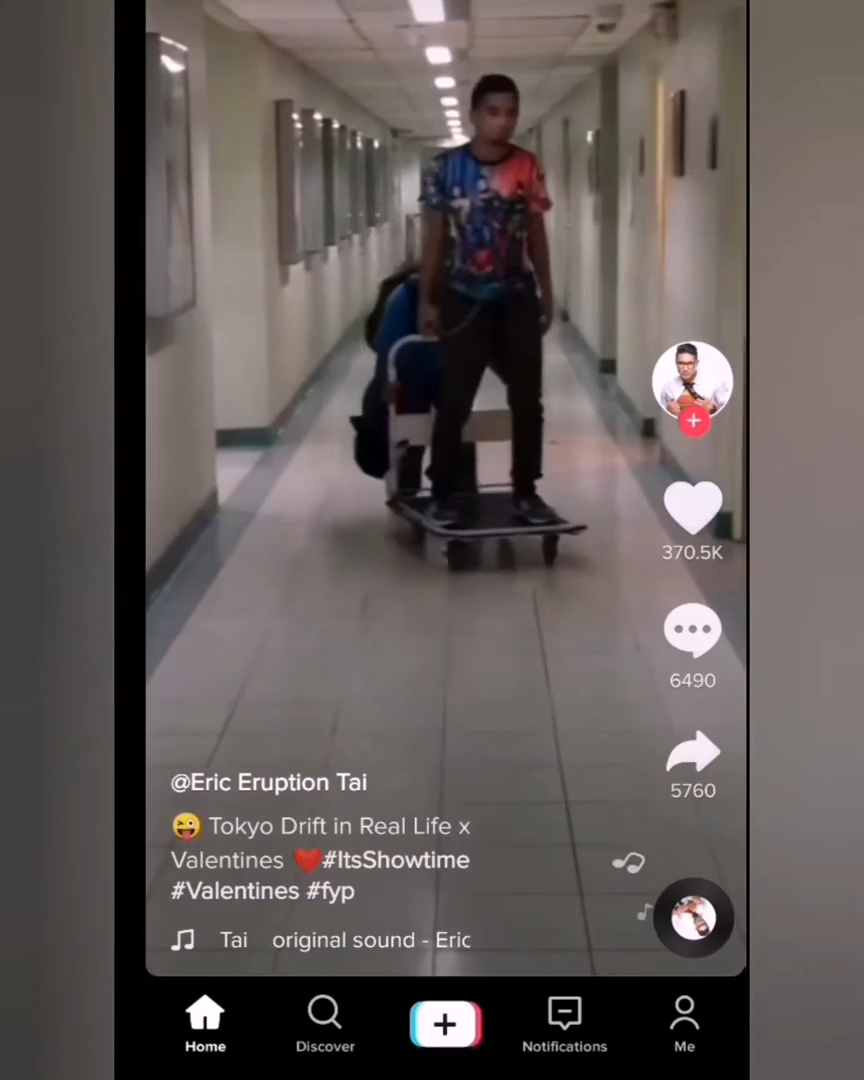 370.5K
6490
5760
@Eric Eruption Tai
😜 Tokyo Drift in Real Life x
Valentines ❤️#ItsShowtime
#Valentines #fyp
Tai original sound - Eric
Home
Discover
Notifications
Me